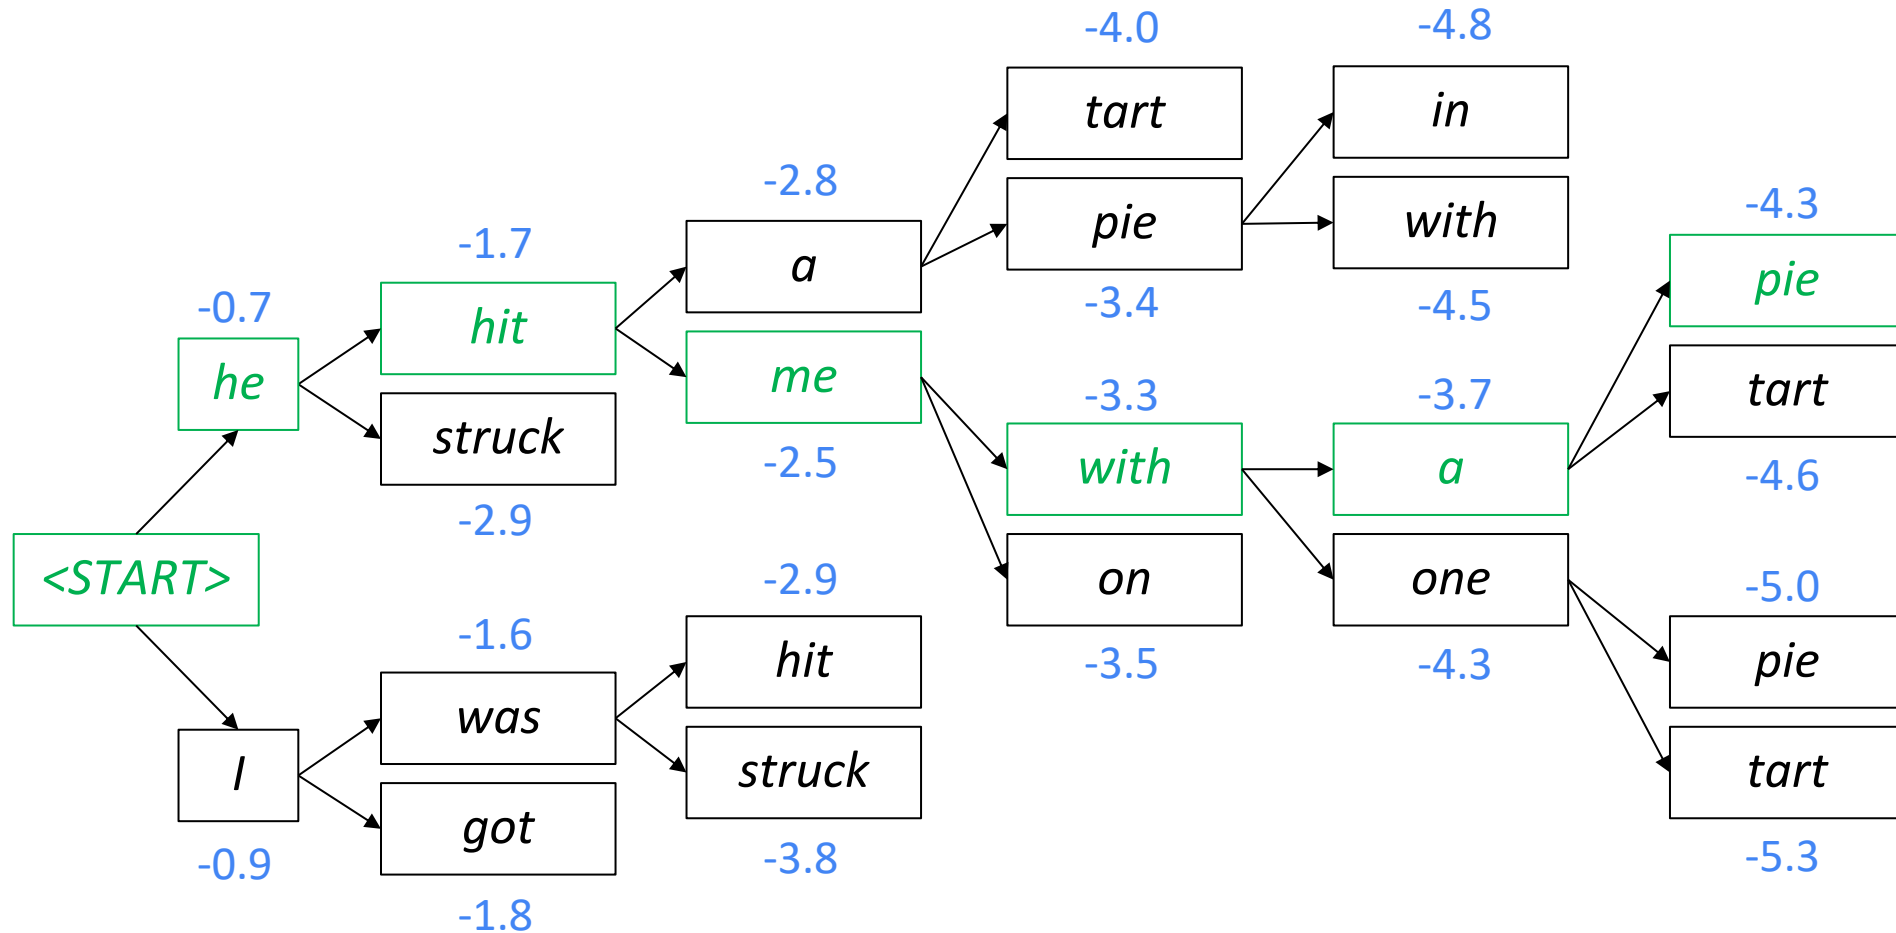 <START>
-0.7
he
I
-0.9
-1.7
hit
struck
-2.9
-1.6
was
got
-1.8
-2.8
a
me
-2.5
-2.9
hit
struck
-3.8
-4.0
tart
pie
-3.4
-3.3
with
on
-3.5
-4.8
in
with
-4.5
-3.7
a
one
-4.3
-4.3
pie
tart
-4.6
-5.0
pie
tart
-5.3